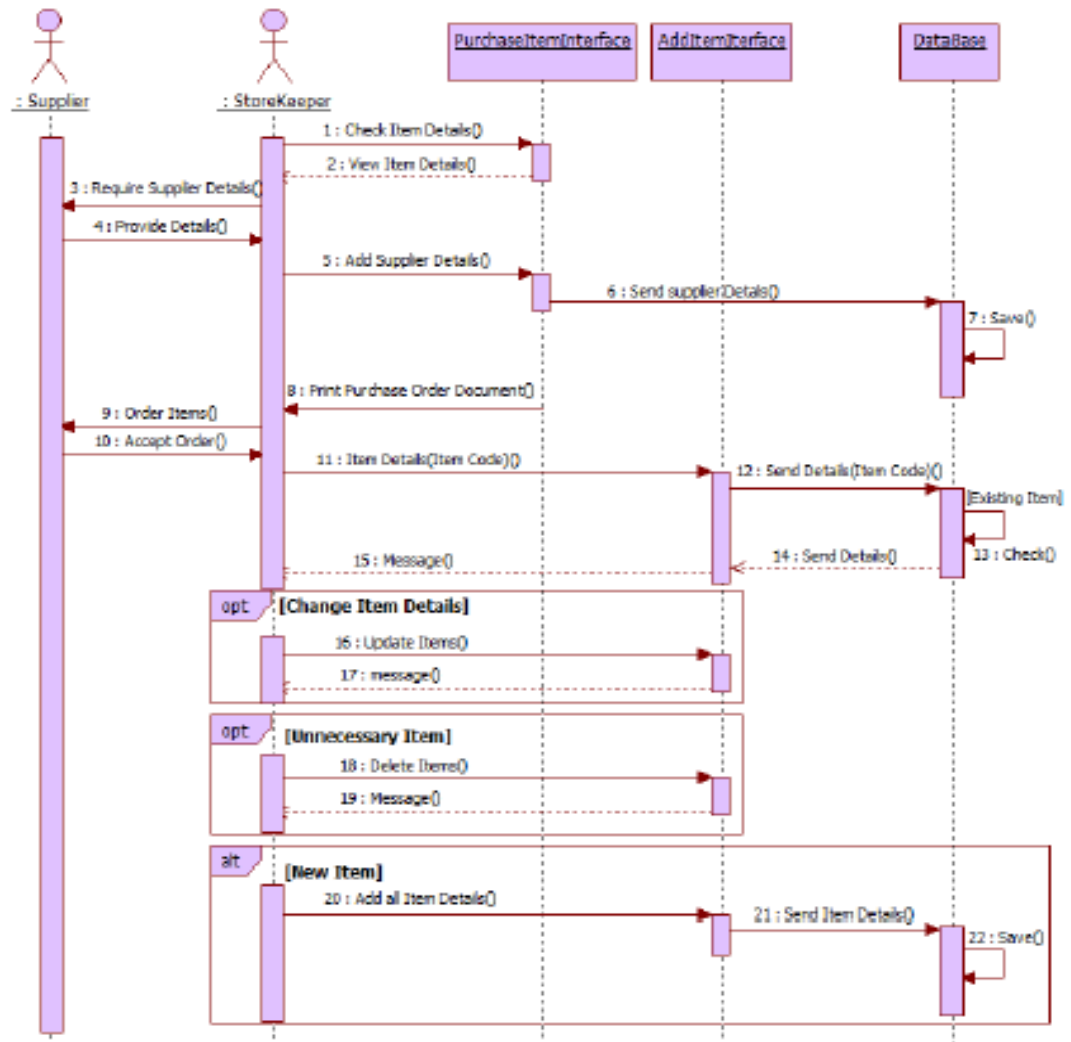 PurchaseItemInterface
AddItemIterface
DataBase
: Supplier
: StoreKeeper
1 : Check Item Details()
2 : View Item Details()
3 : Require Supplier Details()
4 : Provide Details()
5 : Add Supplier Details()
6 : Send supplier Detals()
7 : Save()
8 : Print Purchase Order Document()
9 : Order Items()
10 : Accept Order()
11 : Item Details(Item Code)()
12 : Send Details(Item Code)()
[Existing Item]
13 : Check()
14 : Send Details()
15 : Message()
opt [Change Item Details]
16 : Update Items()
17 : message()
opt [Unnecessary Item]
18 : Delete Items()
19 : Message()
alt [New Item]
20 : Add all Item Details()
21 : Send Item Details()
22 : Save()